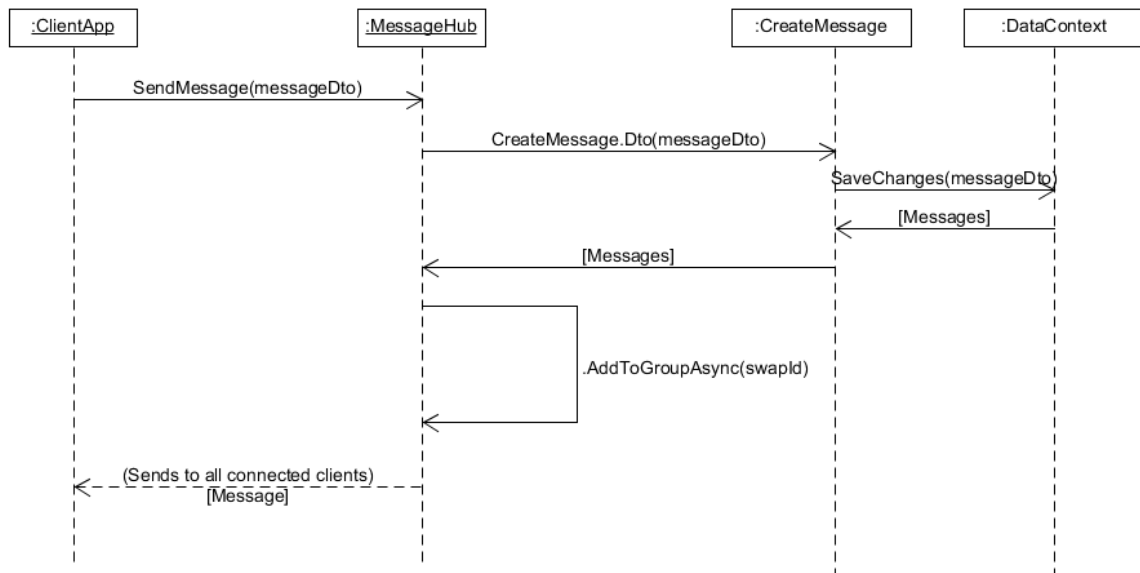 :ClientApp
:MessageHub
:CreateMessage
:DataContext
SendMessage(messageDto)
CreateMessage.Dto(messageDto)
SaveChanges(messageDto)
[Messages]
[Messages]
.AddToGroupAsync(swapId)
(Sends to all connected clients)
[Message]